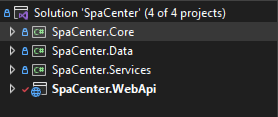 Solution 'SpaCenter' (4 of 4 projects)
C# SpaCenter.Core
C# SpaCenter.Data
C# SpaCenter.Services
SpaCenter.WebApi